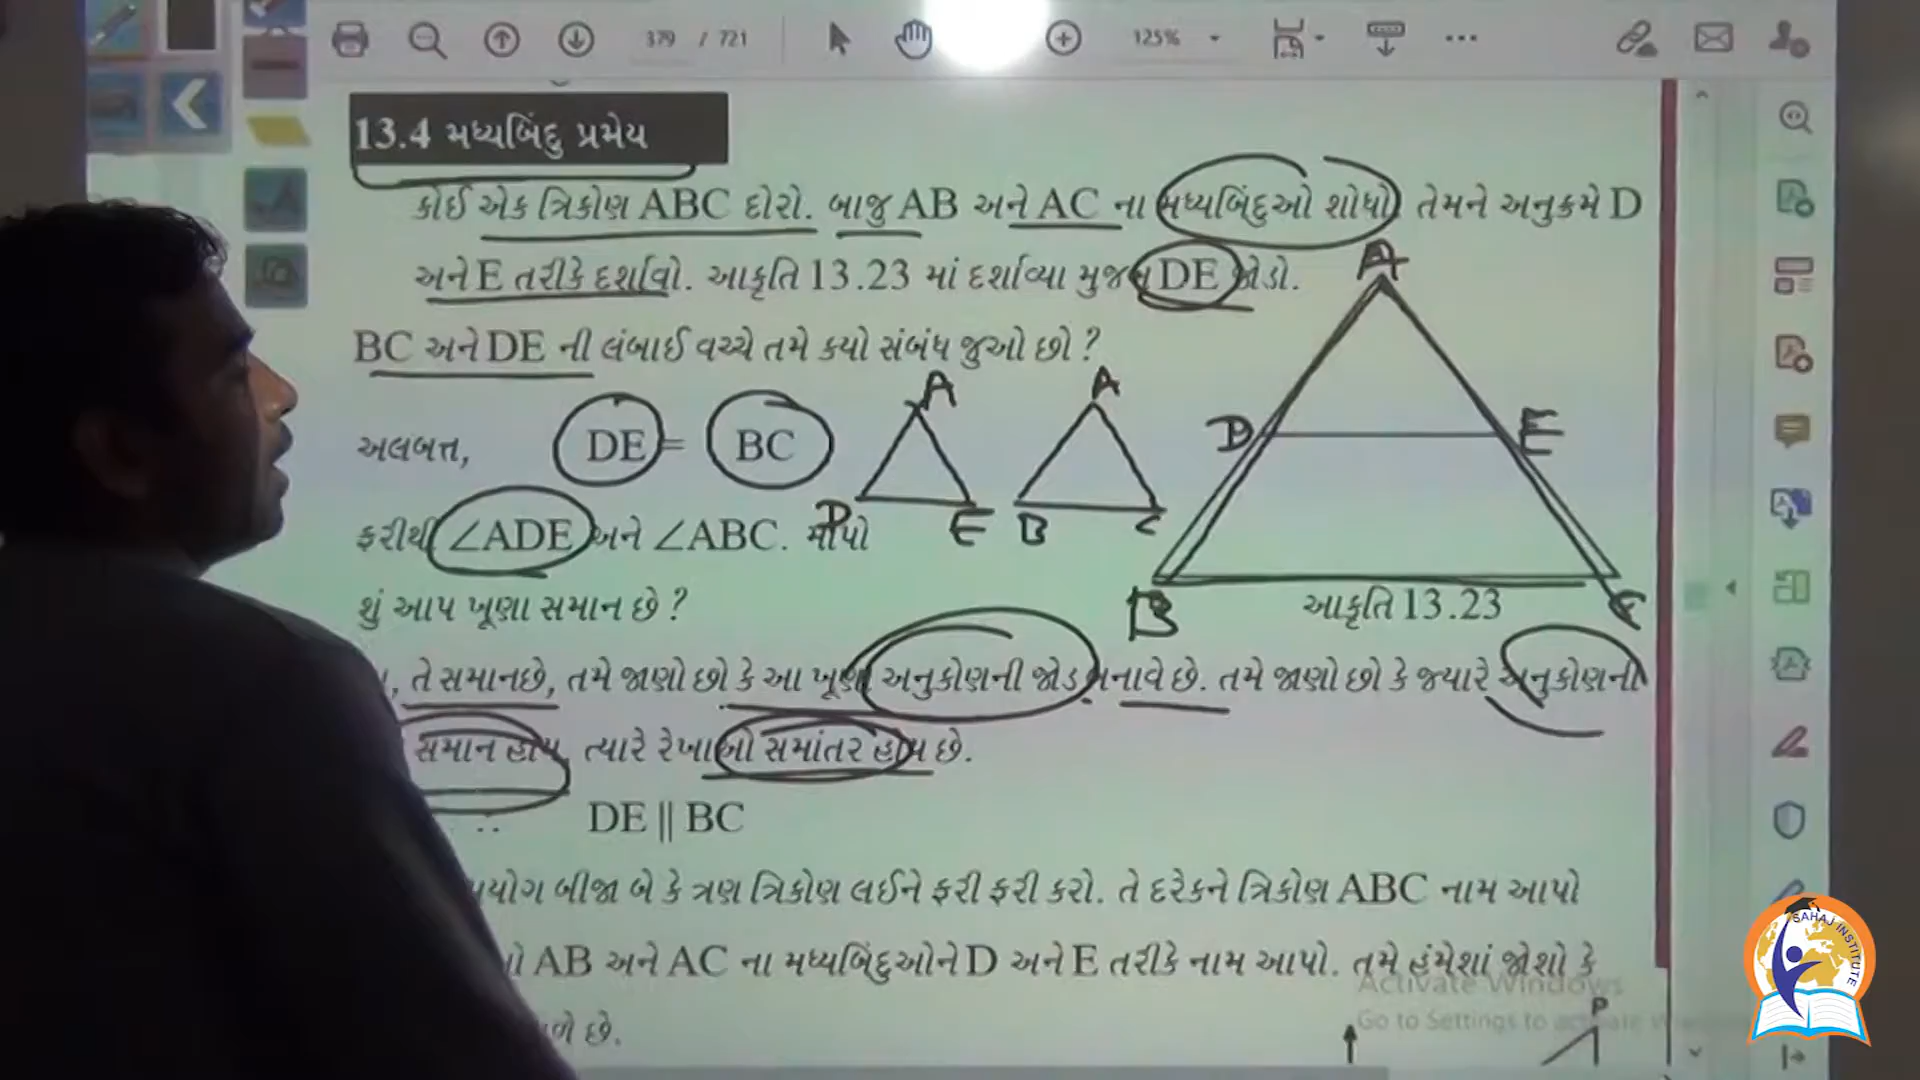 379 / 721
125%
13.4 મધ્યબિંદુ પ્રમેય
કોઈ એક ત્રિકોણ ABC દોરો. બાજુ AB અને AC ના મધ્યબિંદુઓ શોધો તેમને અનુક્રમે D
અને E તરીકે દર્શાવો. આકૃતિ 13.23 માં દર્શાવ્યા મુજબ DE જોડો.
A
BC અને DE ની લંબાઈ વચ્ચે તમે કયો સંબંધ જુઓ છો ?
A A
અલબત્ત, DE = BC
D E
ફરીથી ∠ADE અને ∠ABC. માપો
D E B C
શું આપ ખૂણા સમાન છે ?
B C
આકૃતિ 13.23
તે સમાનછે, તમે જાણો છો કે આ ખૂણા અનુકોણની જોડ બનાવે છે. તમે જાણો છો કે જ્યારે અનુકોણની
સમાન હોય, ત્યારે રેખાઓ સમાંતર હોય છે.
DE || BC
બીજા બે કે ત્રણ ત્રિકોણ લઈને ફરી ફરી કરો. તે દરેકને ત્રિકોણ ABC નામ આપો
AB અને AC ના મધ્યબિંદુઓને D અને E તરીકે નામ આપો. તમે હંમેશાં જોશો કે
છે.
P
Activate Windows
Go to Settings to activate
SAHAJ INSTITUTE